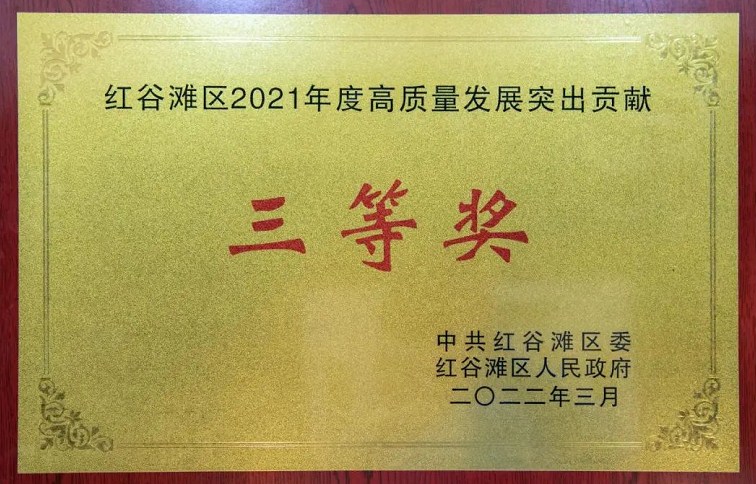 红谷滩区2021年度高质量发展突出贡献
三等奖
中共红谷滩区委
红谷滩区人民政府
二〇二二年三月